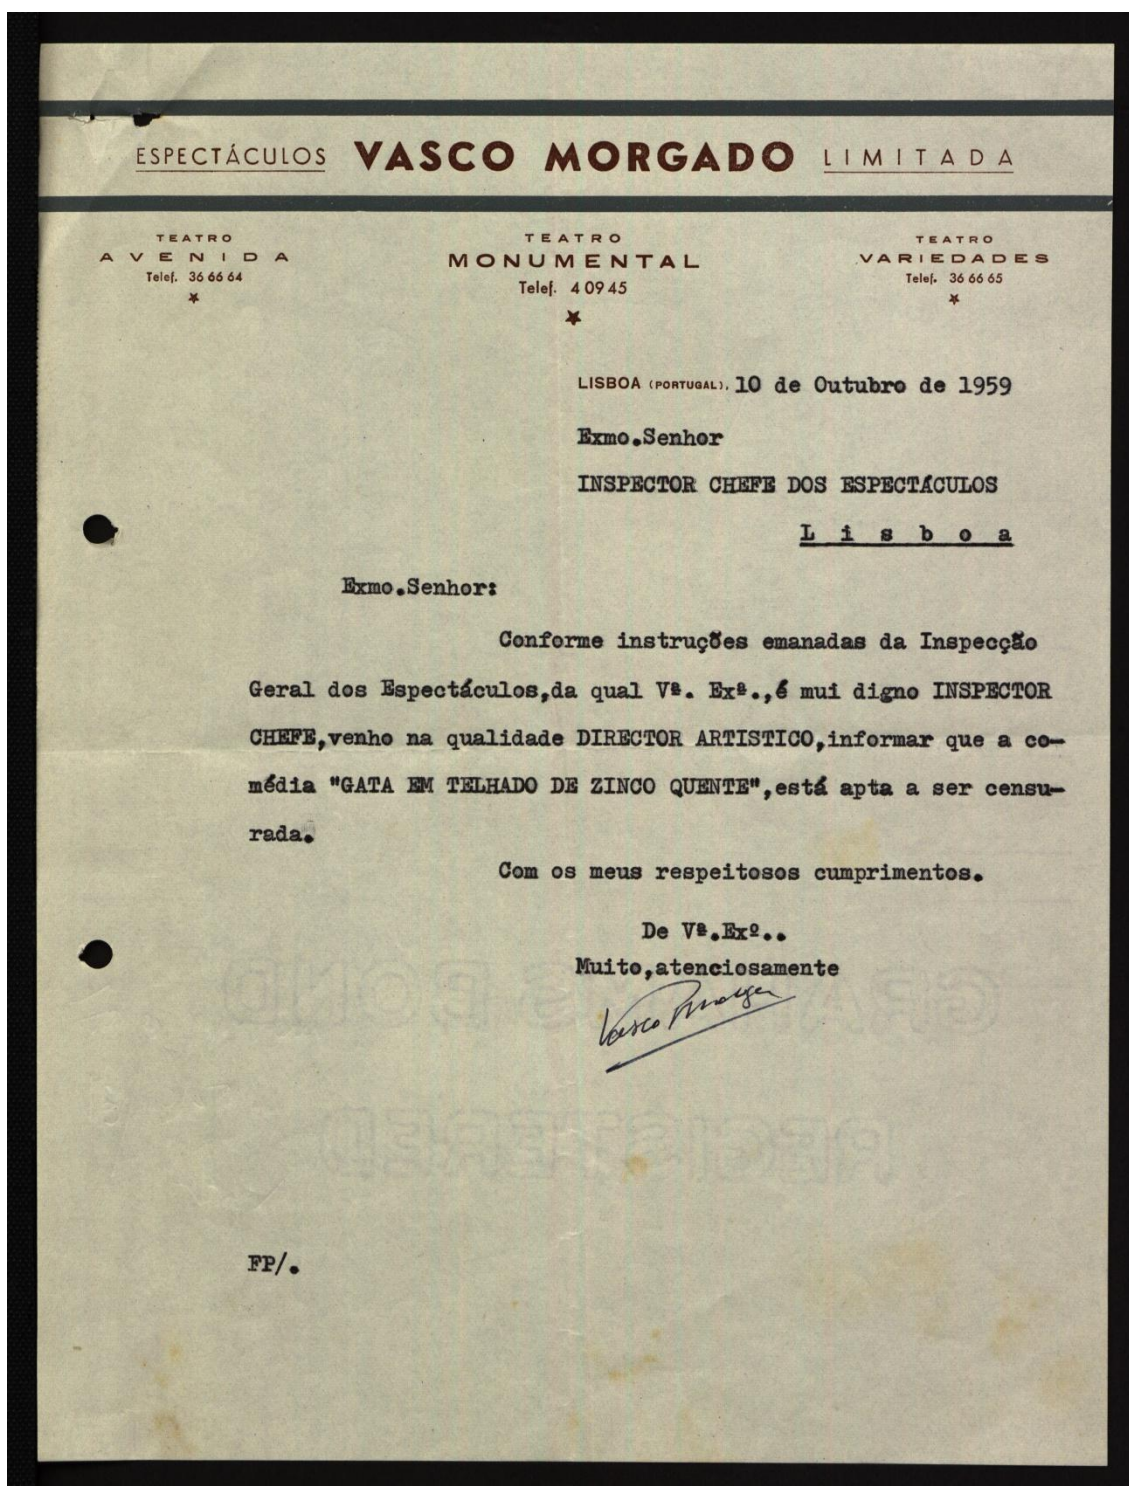 ESPECTÁCULOS VASCO MORGADO LIMITADA
TEATRO AVENIDA
Telef. 36 66 64
TEATRO MONUMENTAL
Telef. 4 09 45
TEATRO VARIEDADES
Telef. 36 66 65
LISBOA (PORTUGAL), 10 de Outubro de 1959
Exmo.Senhor
INSPECTOR CHEFE DOS ESPECTÁCULOS
L i s b o a
Exmo.Senhor:
Conforme instruções emanadas da Inspecção
Geral dos Espectáculos,da qual Vª. Exª.,é mui digno INSPECTOR
CHEFE,venho na qualidade DIRECTOR ARTISTICO,informar que a co-
média "GATA EM TELHADO DE ZINCO QUENTE",está apta a ser censu-
rada.
Com os meus respeitosos cumprimentos.
De Vª.Exº..
Muito,atenciosamente
Vasco Morgado
FP/.